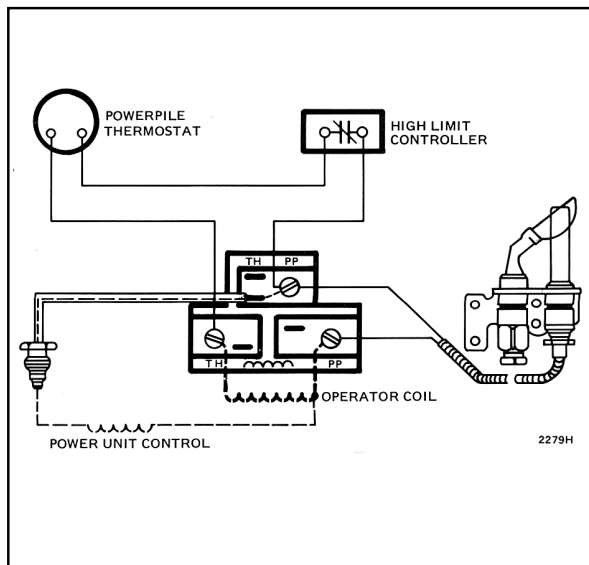 POWERPILE
THERMOSTAT
HIGH LIMIT
CONTROLLER
TH PP
TH PP
OPERATOR COIL
POWER UNIT CONTROL
2279H